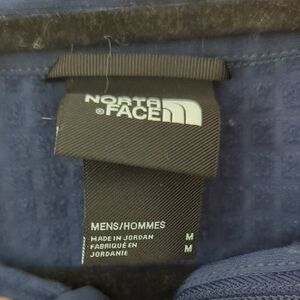 NORTH
®FACE
MENS/HOMMES
MADE IN JORDAN M
FABRIQUÉ EN M
JORDANIE